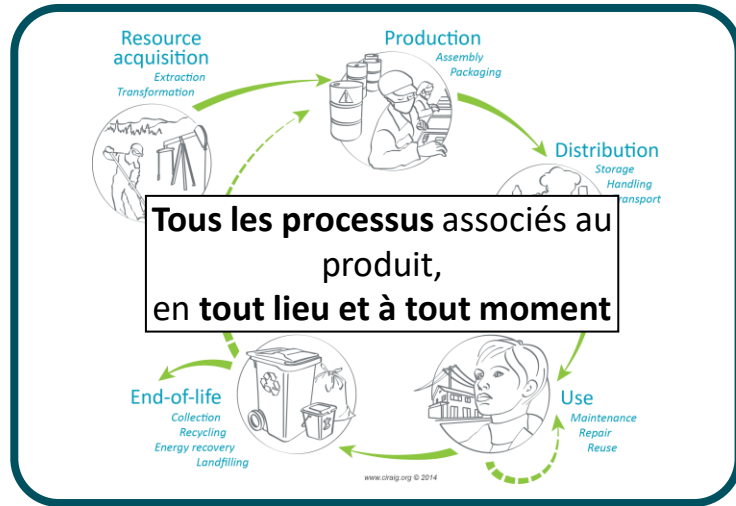 Resource
acquisition
Extraction
Transformation
Production
Assembly
Packaging
Distribution
Storage
Handling
Transport
Tous les processus associés au
produit,
en tout lieu et à tout moment
End-of-life
Collection
Recycling
Energy recovery
Landfilling
Use
Maintenance
Repair
Reuse
www.ciraig.org © 2014